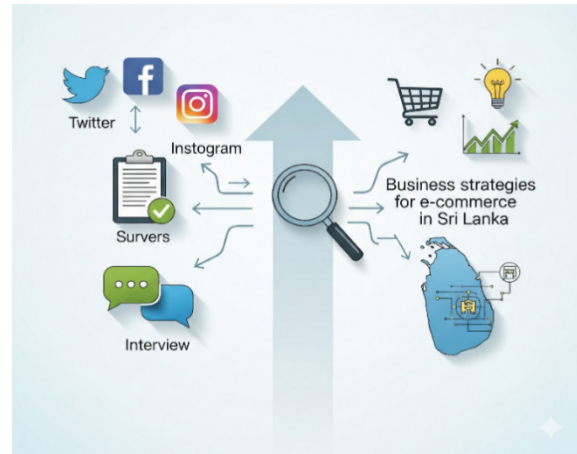 Twitter
Instogram
Survers
Interview
Business strategies
for e-commerce
in Sri Lanka